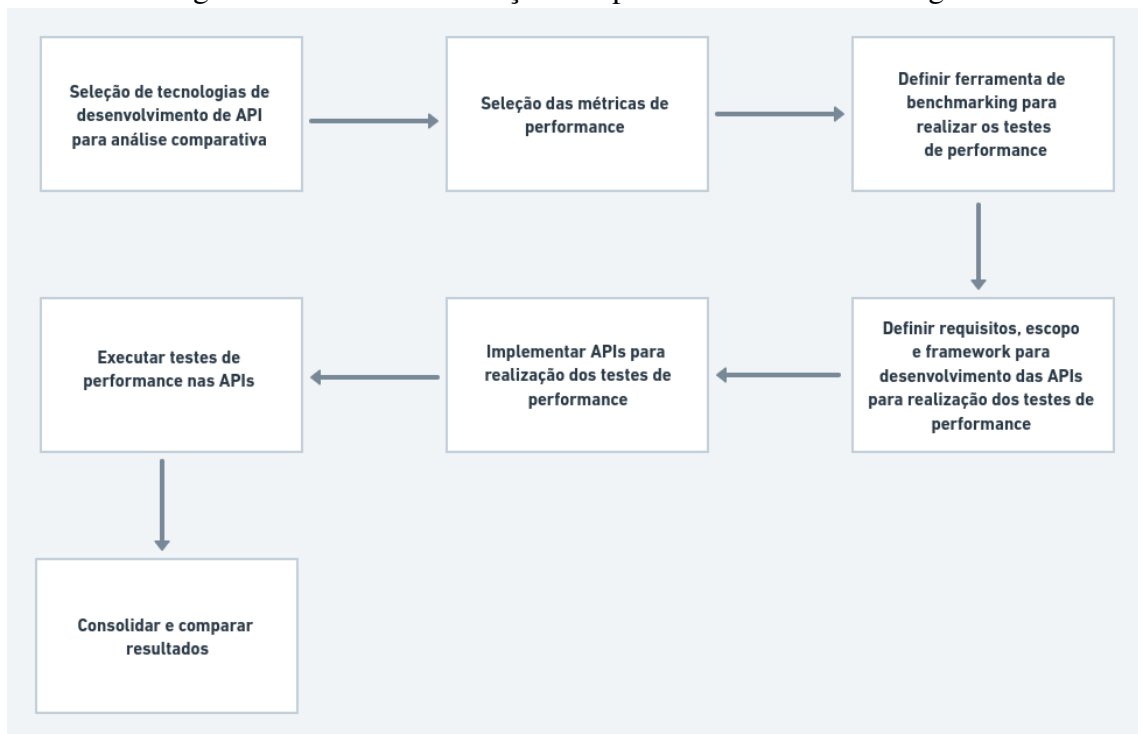 Seleção de tecnologias de
desenvolvimento de API
para análise comparativa
Seleção das métricas de
performance
Definir ferramenta de
benchmarking para
realizar os testes
de performance
Definir requisitos, escopo
e framework para
desenvolvimento das APIs
para realização dos testes de
performance
Implementar APIs para
realização dos testes de
performance
Executar testes de
performance nas APIs
Consolidar e comparar
resultados